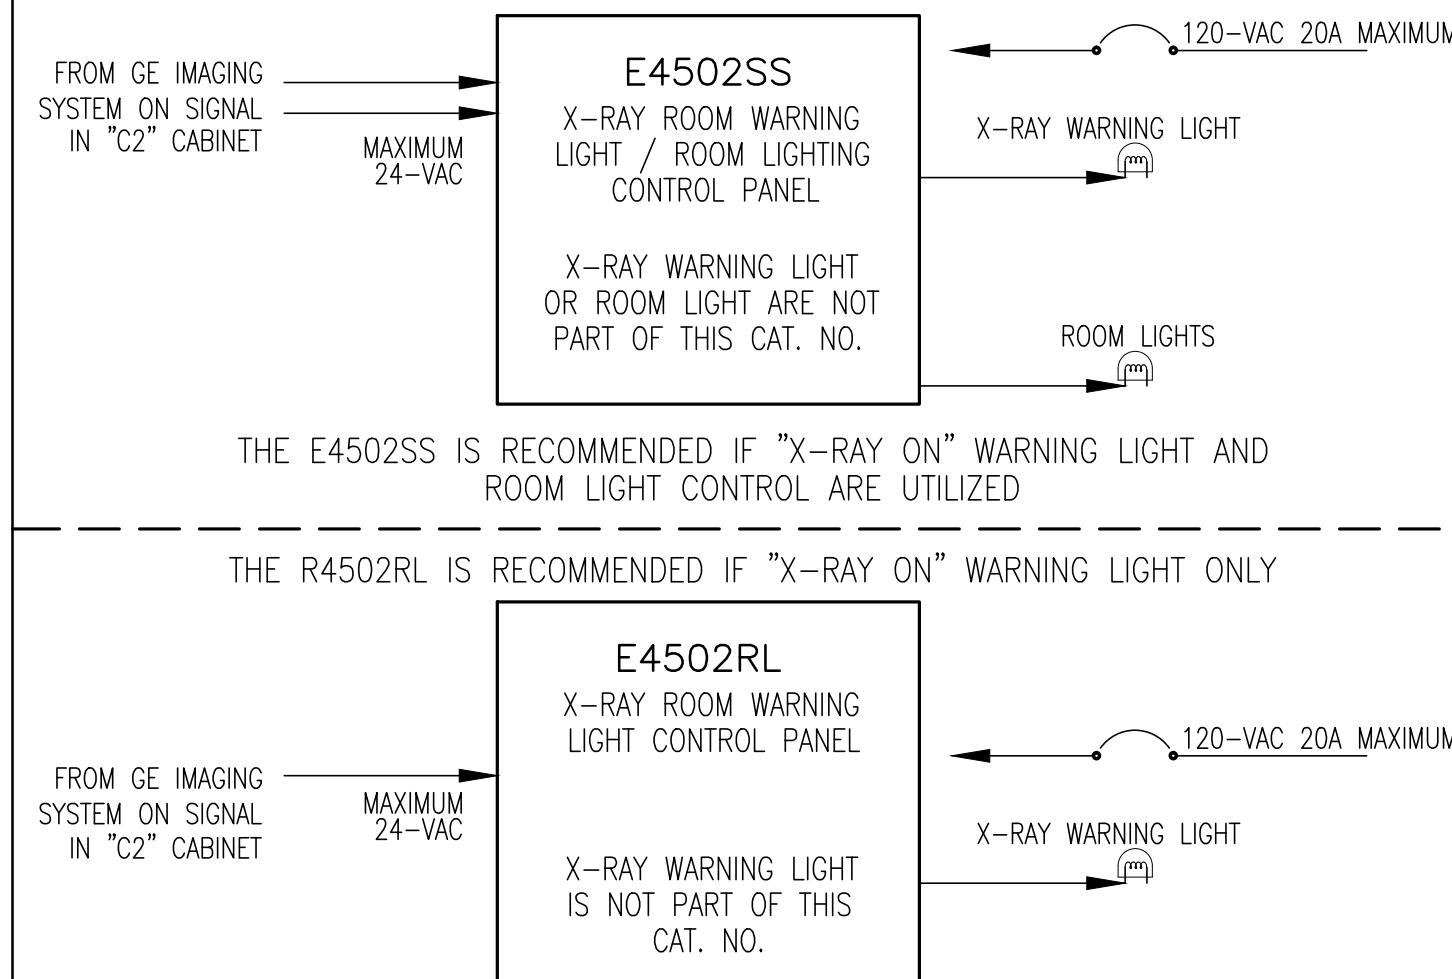 FROM GE IMAGING
SYSTEM ON SIGNAL
IN "C2" CABINET
MAXIMUM
24-VAC
E4502SS
X-RAY ROOM WARNING
LIGHT / ROOM LIGHTING
CONTROL PANEL
X-RAY WARNING LIGHT
OR ROOM LIGHT ARE NOT
PART OF THIS CAT. NO.
120-VAC 20A MAXIMUM
X-RAY WARNING LIGHT
ROOM LIGHTS
THE E4502SS IS RECOMMENDED IF "X-RAY ON" WARNING LIGHT AND
ROOM LIGHT CONTROL ARE UTILIZED
THE R4502RL IS RECOMMENDED IF "X-RAY ON" WARNING LIGHT ONLY
FROM GE IMAGING
SYSTEM ON SIGNAL
IN "C2" CABINET
MAXIMUM
24-VAC
E4502RL
X-RAY ROOM WARNING
LIGHT CONTROL PANEL
X-RAY WARNING LIGHT
IS NOT PART OF THIS
CAT. NO.
120-VAC 20A MAXIMUM
X-RAY WARNING LIGHT